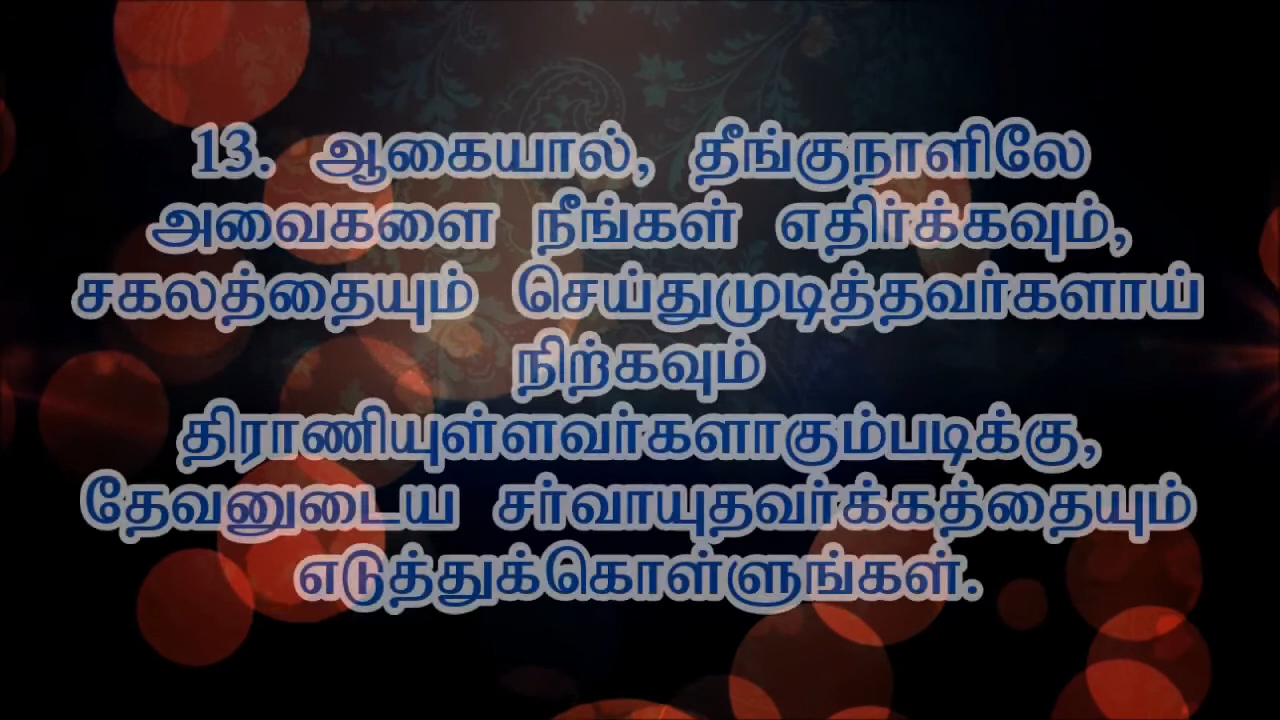 13. ஆகையால், தீங்குநாளிலே
அவைகளை நீங்கள் எதிர்க்கவும்,
சகலத்தையும் செய்துமுடித்தவர்களாய்
நிற்கவும்
திராணியுள்ளவர்களாகும்படிக்கு,
தேவனுடைய சர்வாயுதவர்க்கத்தையும்
எடுத்துக்கொள்ளுங்கள்.